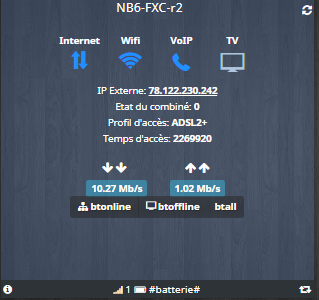 NB6-FXC-r2
Internet Wifi VoIP TV
IP Externe: 78.122.230.242
Etat du combiné: 0
Profil d'accès: ADSL2+
Temps d'accès: 2269920
10.27 Mb/s 1.02 Mb/s
btonline btoffline btall
1 #batterie#